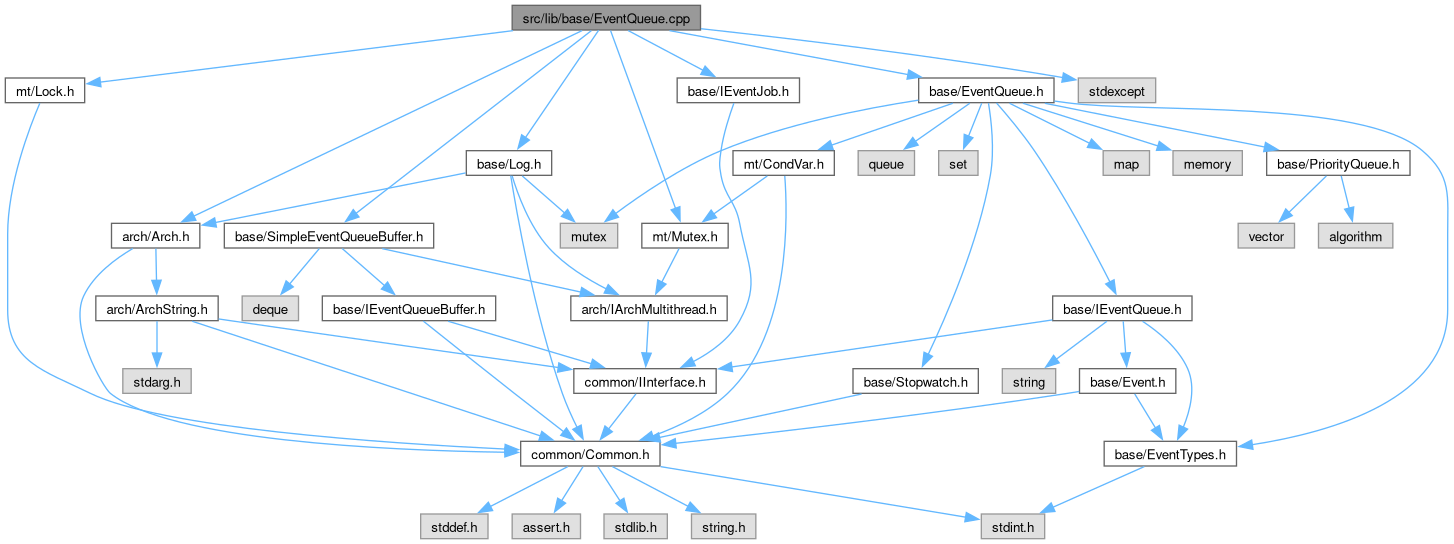 src/lib/base/EventQueue.cpp
mt/Lock.h
base/IEventJob.h
base/EventQueue.h
stdexcept
base/Log.h
mt/CondVar.h
queue
set
map
memory
base/PriorityQueue.h
arch/Arch.h
base/SimpleEventQueueBuffer.h
mutex
mt/Mutex.h
vector
algorithm
arch/ArchString.h
deque
base/IEventQueueBuffer.h
arch/IArchMultithread.h
base/IEventQueue.h
stdarg.h
common/IInterface.h
base/Stopwatch.h
string
base/Event.h
common/Common.h
base/EventTypes.h
stddef.h
assert.h
stdlib.h
string.h
stdint.h